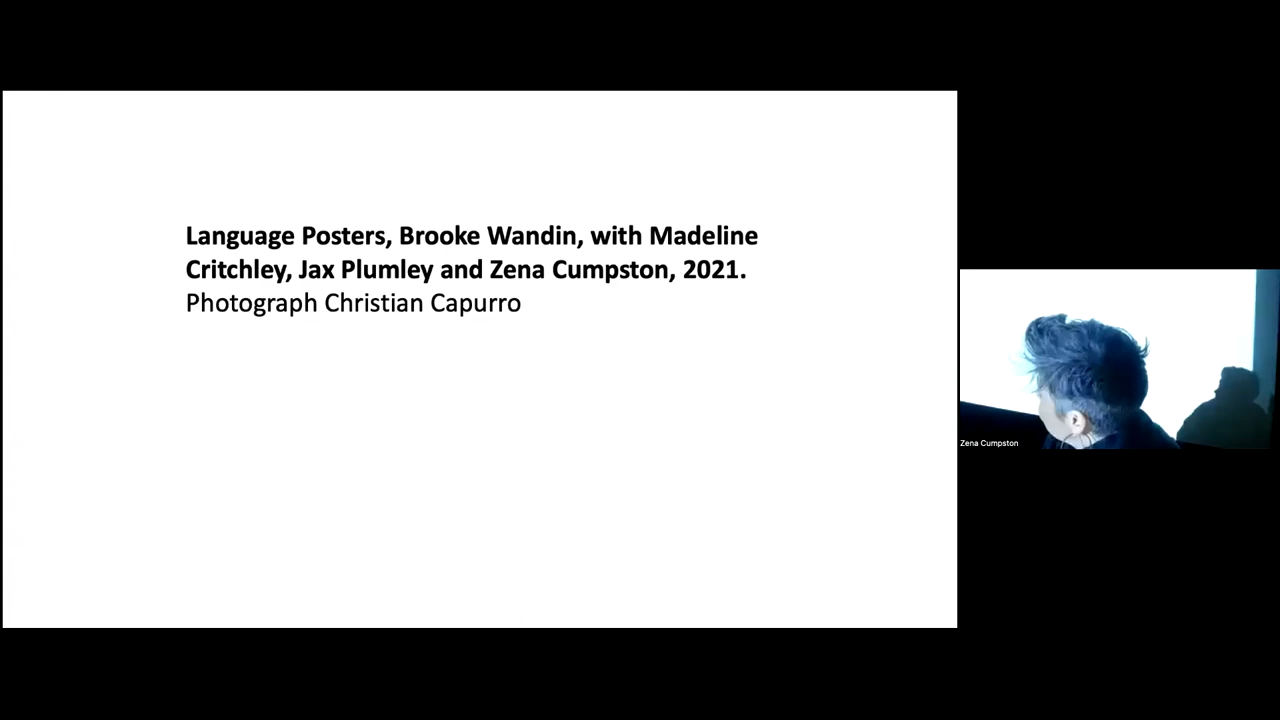 Language Posters, Brooke Wandin, with Madeline
Critchley, Jax Plumley and Zena Cumpston, 2021.
Photograph Christian Capurro
Zena Cumpston